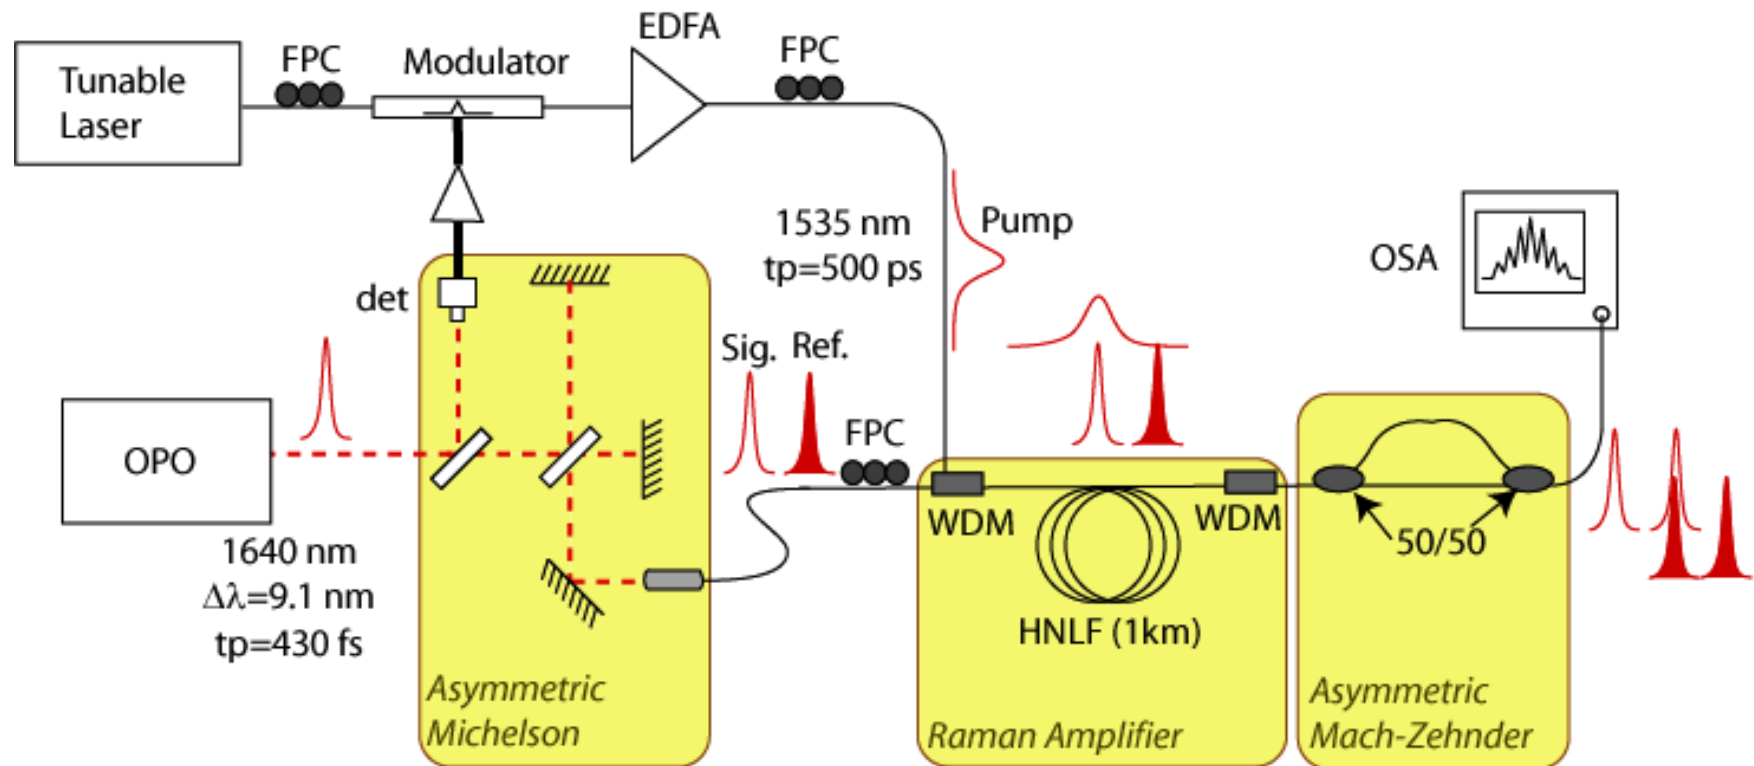 Tunable
Laser
FPC
Modulator
EDFA
FPC
1535 nm
tp=500 ps
Pump
OSA
det
Sig.
Ref.
OPO
FPC
WDM
WDM
50/50
1640 nm
Δλ=9.1 nm
tp=430 fs
HNLF (1km)
Asymmetric
Michelson
Raman Amplifier
Asymmetric
Mach-Zehnder